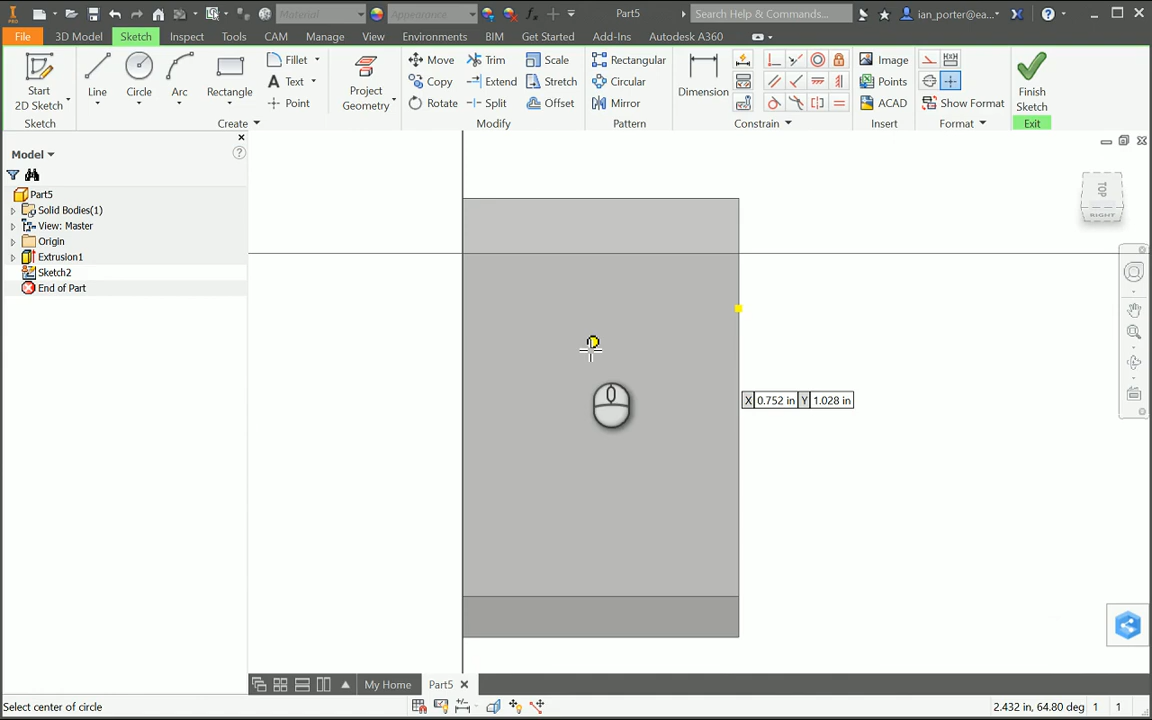 PRO
Material
Appearance
Part5
Search Help & Commands...
ian_porter@ea...
File
3D Model
Sketch
Inspect
Tools
CAM
Manage
View
Environments
BIM
Get Started
Add-Ins
Autodesk A360
Start
2D Sketch
Line
Circle
Arc
Rectangle
Fillet
Text
Point
Project
Geometry
Move
Copy
Rotate
Trim
Extend
Split
Scale
Stretch
Offset
Rectangular
Circular
Mirror
Dimension
Image
Points
ACAD
Show Format
Finish
Sketch
Sketch
Create
Modify
Pattern
Constrain
Insert
Format
Exit
Model
Part5
Solid Bodies(1)
View: Master
Origin
Extrusion1
Sketch2
End of Part
TOP
RIGHT
X 0.752 in Y 1.028 in
My Home
Part5
Select center of circle
2.432 in, 64.80 deg 1 1